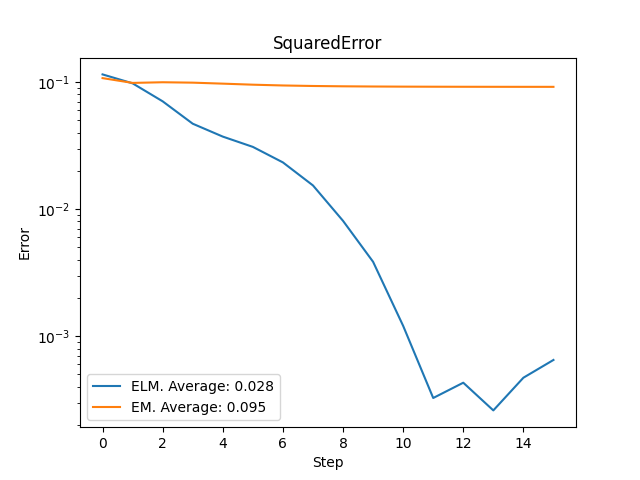 SquaredError
10⁻¹
10⁻²
10⁻³
Error
ELM. Average: 0.028
EM. Average: 0.095
0 2 4 6 8 10 12 14
Step